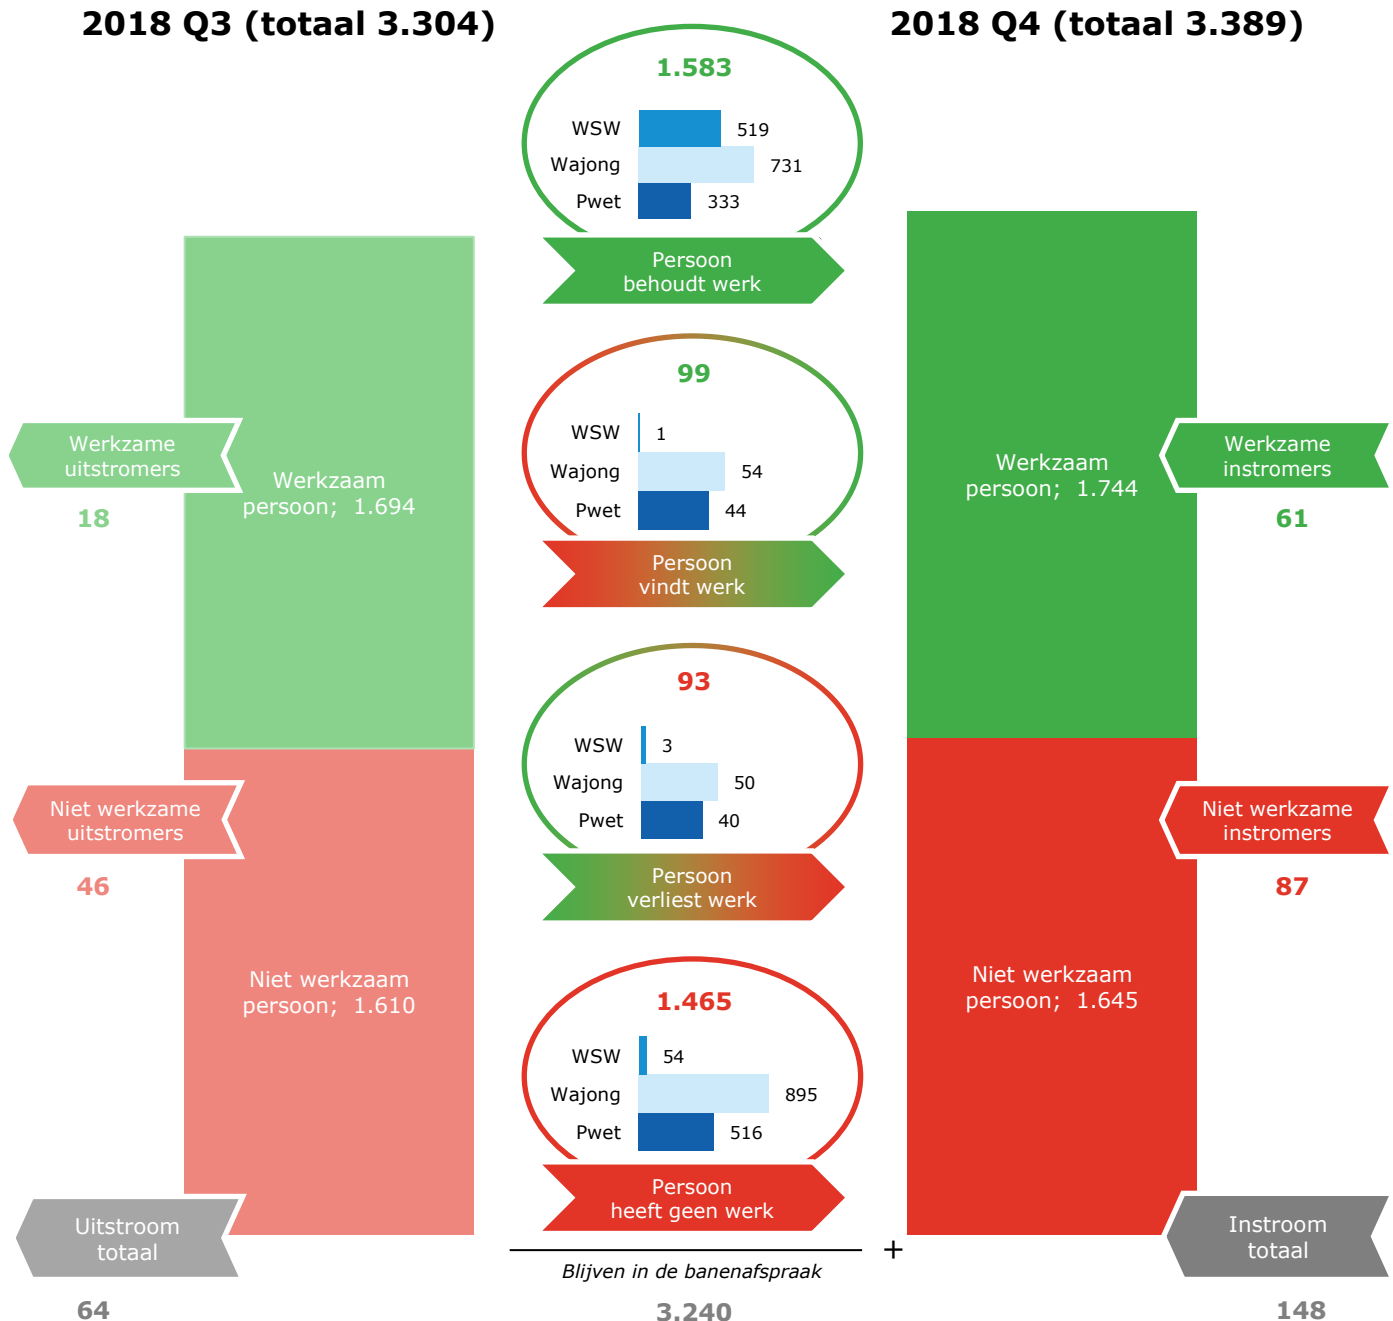 2018 Q3 (totaal 3.304)
2018 Q4 (totaal 3.389)
1.583
WSW 519
Wajong 731
Pwet 333
Persoon
behoudt werk
99
WSW 1
Wajong 54
Pwet 44
Persoon
vindt werk
93
WSW 3
Wajong 50
Pwet 40
Persoon
verliest werk
1.465
WSW 54
Wajong 895
Pwet 516
Persoon
heeft geen werk
Werkzame
uitstromers
18
Werkzaam
persoon; 1.694
Niet werkzame
uitstromers
46
Niet werkzaam
persoon; 1.610
Uitstroom
totaal
64
Werkzaam
persoon; 1.744
Werkzame
instromers
61
Niet werkzame
instromers
87
Niet werkzaam
persoon; 1.645
Instroom
totaal
148
+
Blijven in de banenafspraak
3.240